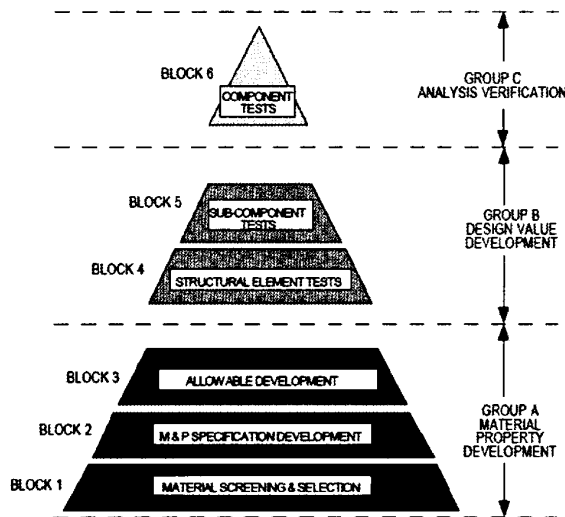 BLOCK 6
COMPONENT
TESTS
GROUP C
ANALYSIS VERIFICATION
BLOCK 5
SUB-COMPONENT
TESTS
BLOCK 4
STRUCTURAL ELEMENT TESTS
GROUP B
DESIGN VALUE
DEVELOPMENT
BLOCK 3
ALLOWABLE DEVELOPMENT
BLOCK 2
M & P SPECIFICATION DEVELOPMENT
BLOCK 1
MATERIAL SCREENING & SELECTION
GROUP A
MATERIAL
PROPERTY
DEVELOPMENT